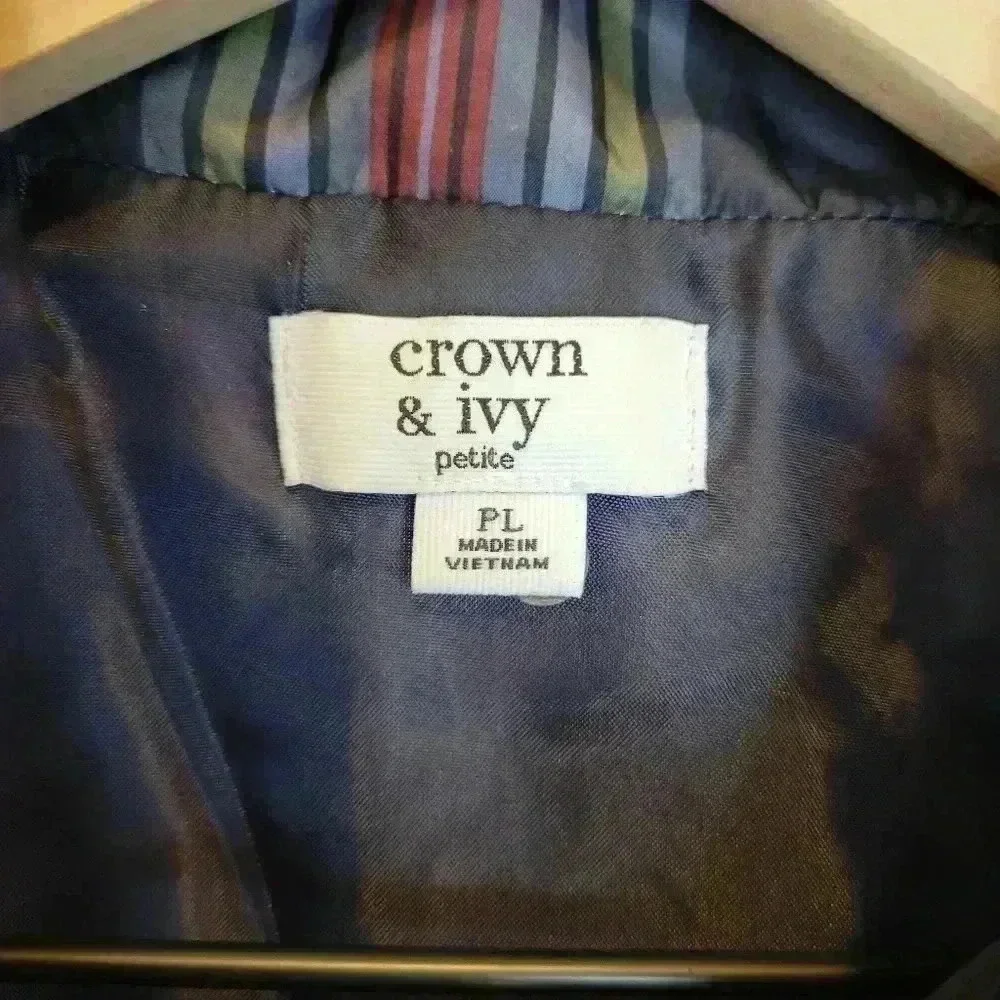 crown
& ivy
petite
PL
MADE IN
VIETNAM